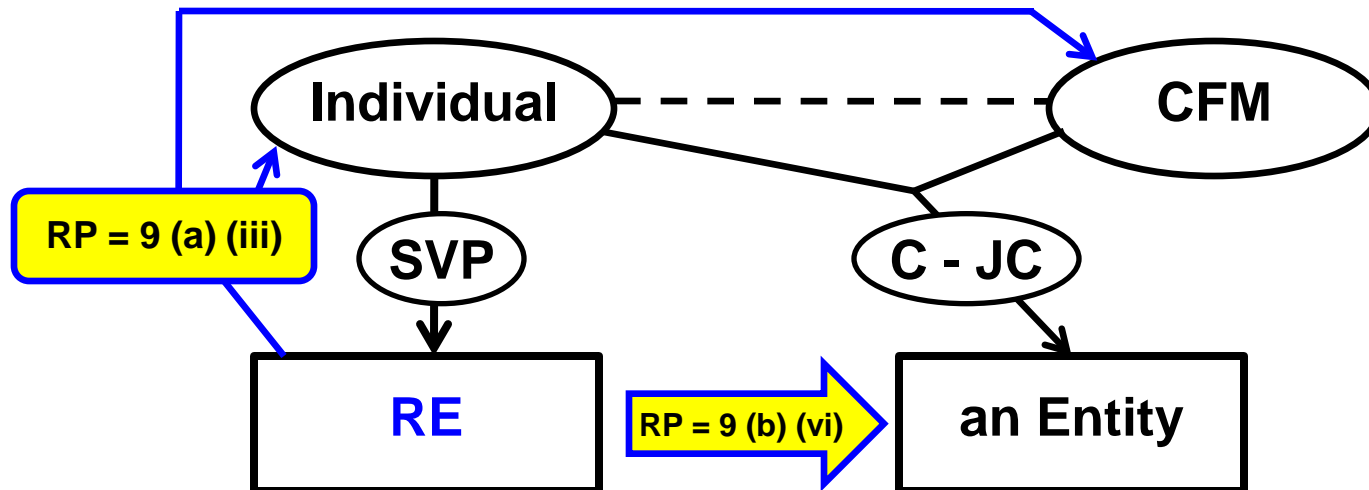 Individual
CFM
RP = 9 (a) (iii)
SVP
C - JC
RE
RP = 9 (b) (vi)
an Entity